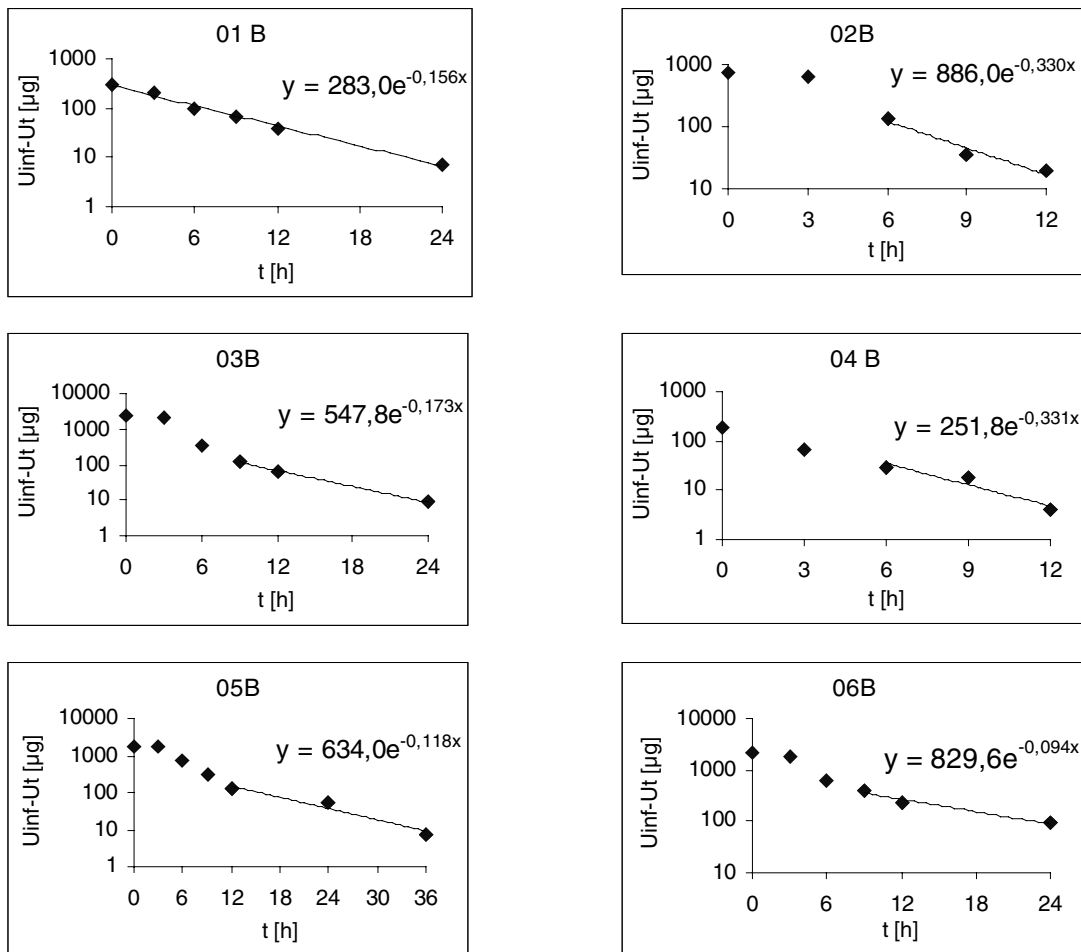 01 B
y = 283,0e-0,156x
Uinf-Ut [µg]
1000
100
10
1
0 6 12 18 24
t [h]
02B
y = 886,0e-0,330x
Uinf-Ut [µg]
1000
100
10
0 3 6 9 12
t [h]
03B
y = 547,8e-0,173x
Uinf-Ut [µg]
10000
1000
100
10
1
0 6 12 18 24
t [h]
04 B
y = 251,8e-0,331x
Uinf-Ut [µg]
1000
100
10
1
0 3 6 9 12
t [h]
05B
y = 634,0e-0,118x
Uinf-Ut [µg]
10000
1000
100
10
1
0 6 12 18 24 30 36
t [h]
06B
y = 829,6e-0,094x
Uinf-Ut [µg]
10000
1000
100
10
0 6 12 18 24
t [h]